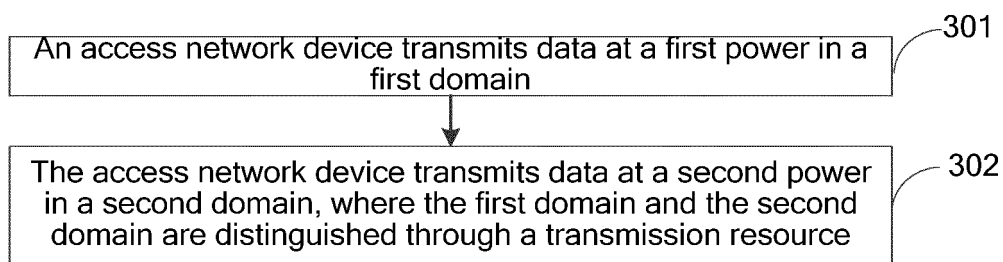 An access network device transmits data at a first power in a
first domain
301
The access network device transmits data at a second power
in a second domain, where the first domain and the second
domain are distinguished through a transmission resource
302